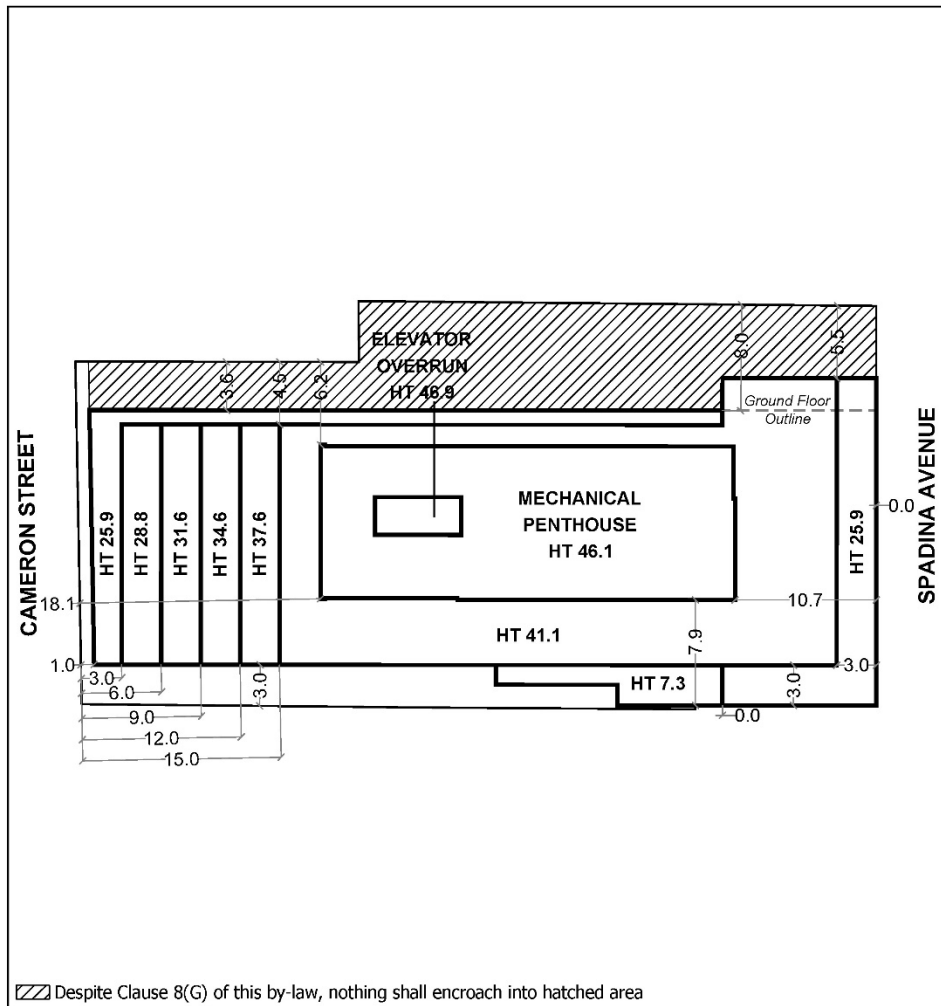 ELEVATOR
OVERRUN
HT 46.9
3.6
4.5
6.2
8.0
5.5
Ground Floor
Outline
CAMERON STREET
SPADINA AVENUE
HT 25.9
HT 28.8
HT 31.6
HT 34.6
HT 37.6
MECHANICAL
PENTHOUSE
HT 46.1
HT 25.9
0.0
18.1
10.7
HT 41.1
7.9
1.0
3.0
3.0
HT 7.3
3.0
3.0
6.0
9.0
0.0
12.0
15.0
Despite Clause 8(G) of this by-law, nothing shall encroach into hatched area